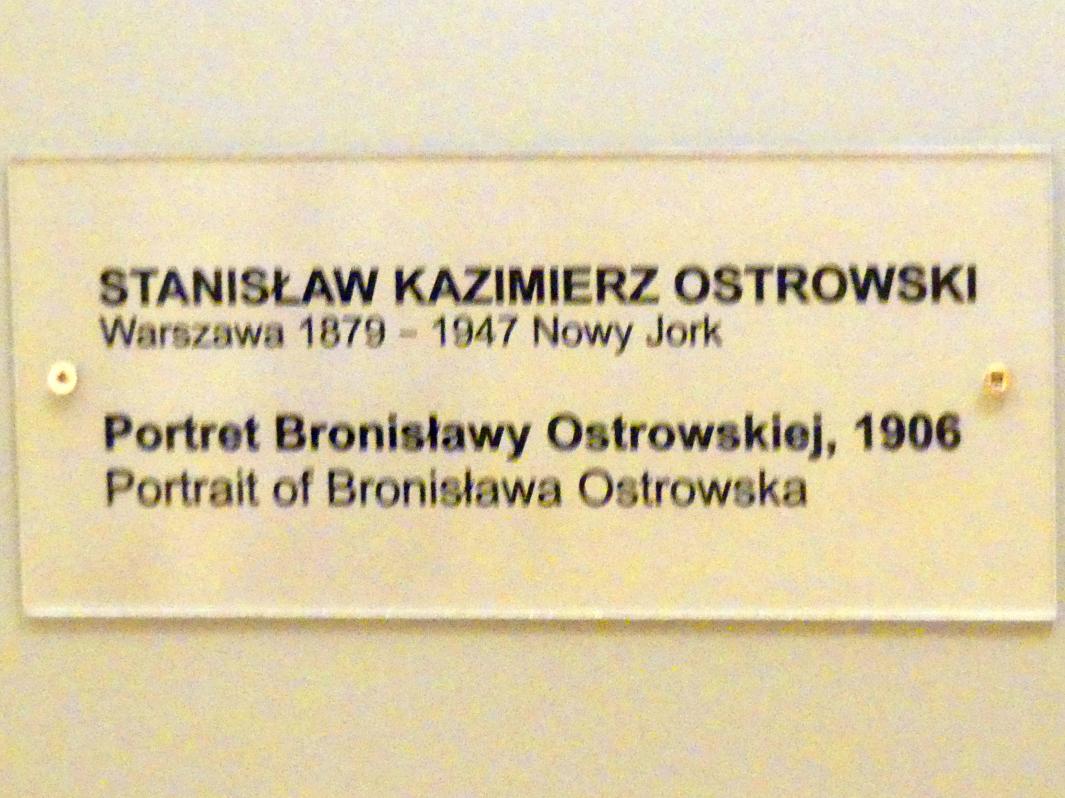 STANISŁAW KAZIMIERZ OSTROWSKI
Warszawa 1879 – 1947 Nowy Jork
Portret Bronisławy Ostrowskiej, 1906
Portrait of Bronisława Ostrowska